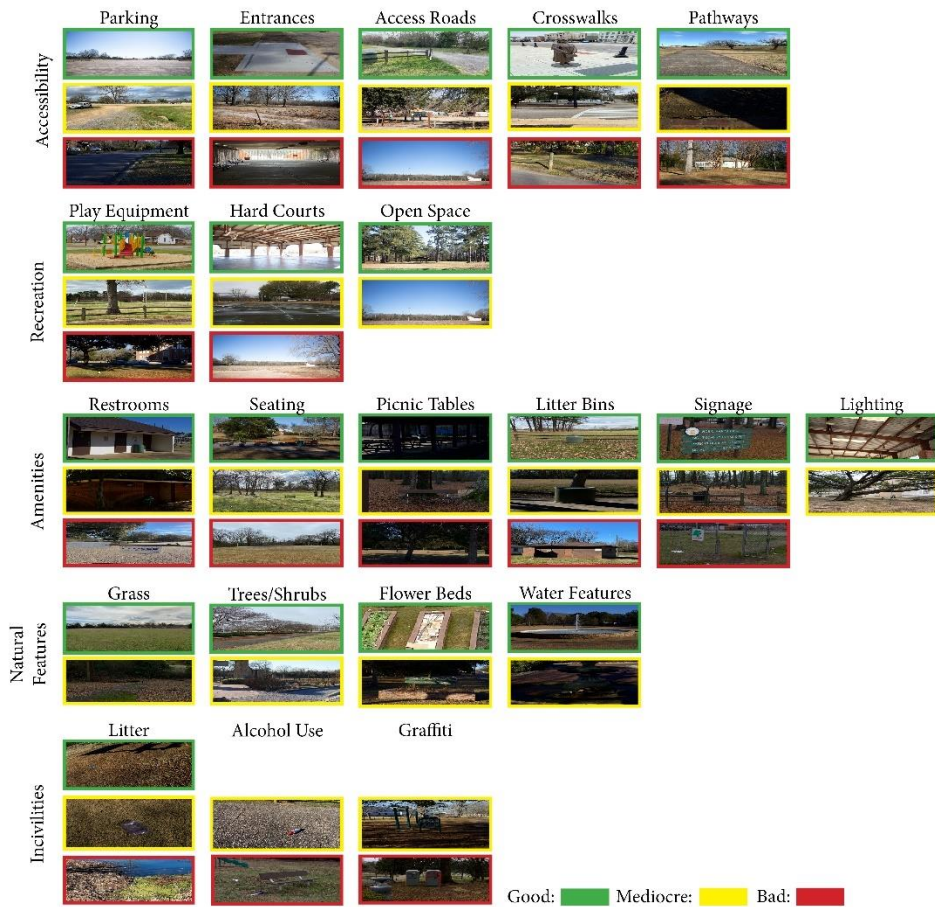 Parking Entrances Access Roads Crosswalks Pathways
Accessibility
Play Equipment Hard Courts Open Space
Recreation
Restrooms Seating Picnic Tables Litter Bins Signage Lighting
Amenities
Grass Trees/Shrubs Flower Beds Water Features
Natural
Features
Litter Alcohol Use Graffiti
Incivilities
Good: Mediocre: Bad: